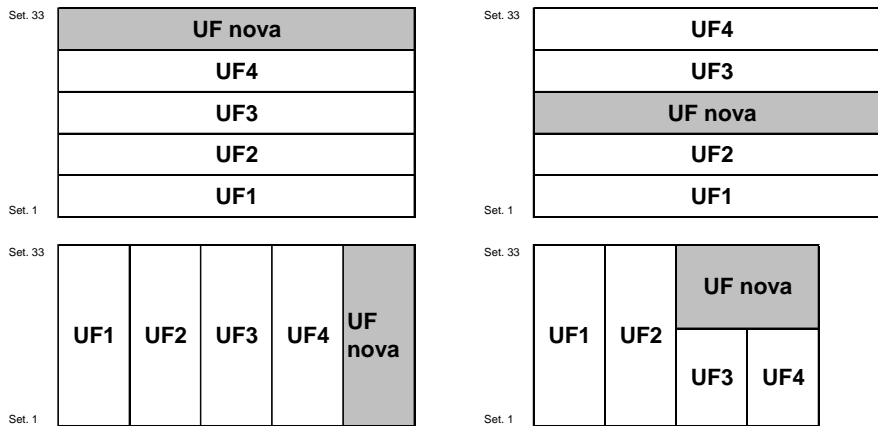 Set. 33
UF nova
UF4
UF3
UF2
UF1
Set. 1
Set. 33
UF4
UF3
UF nova
UF2
UF1
Set. 1
Set. 33
UF1 UF2 UF3 UF4 UF
nova
Set. 1
Set. 33
UF nova
UF1 UF2
UF3 UF4
Set. 1